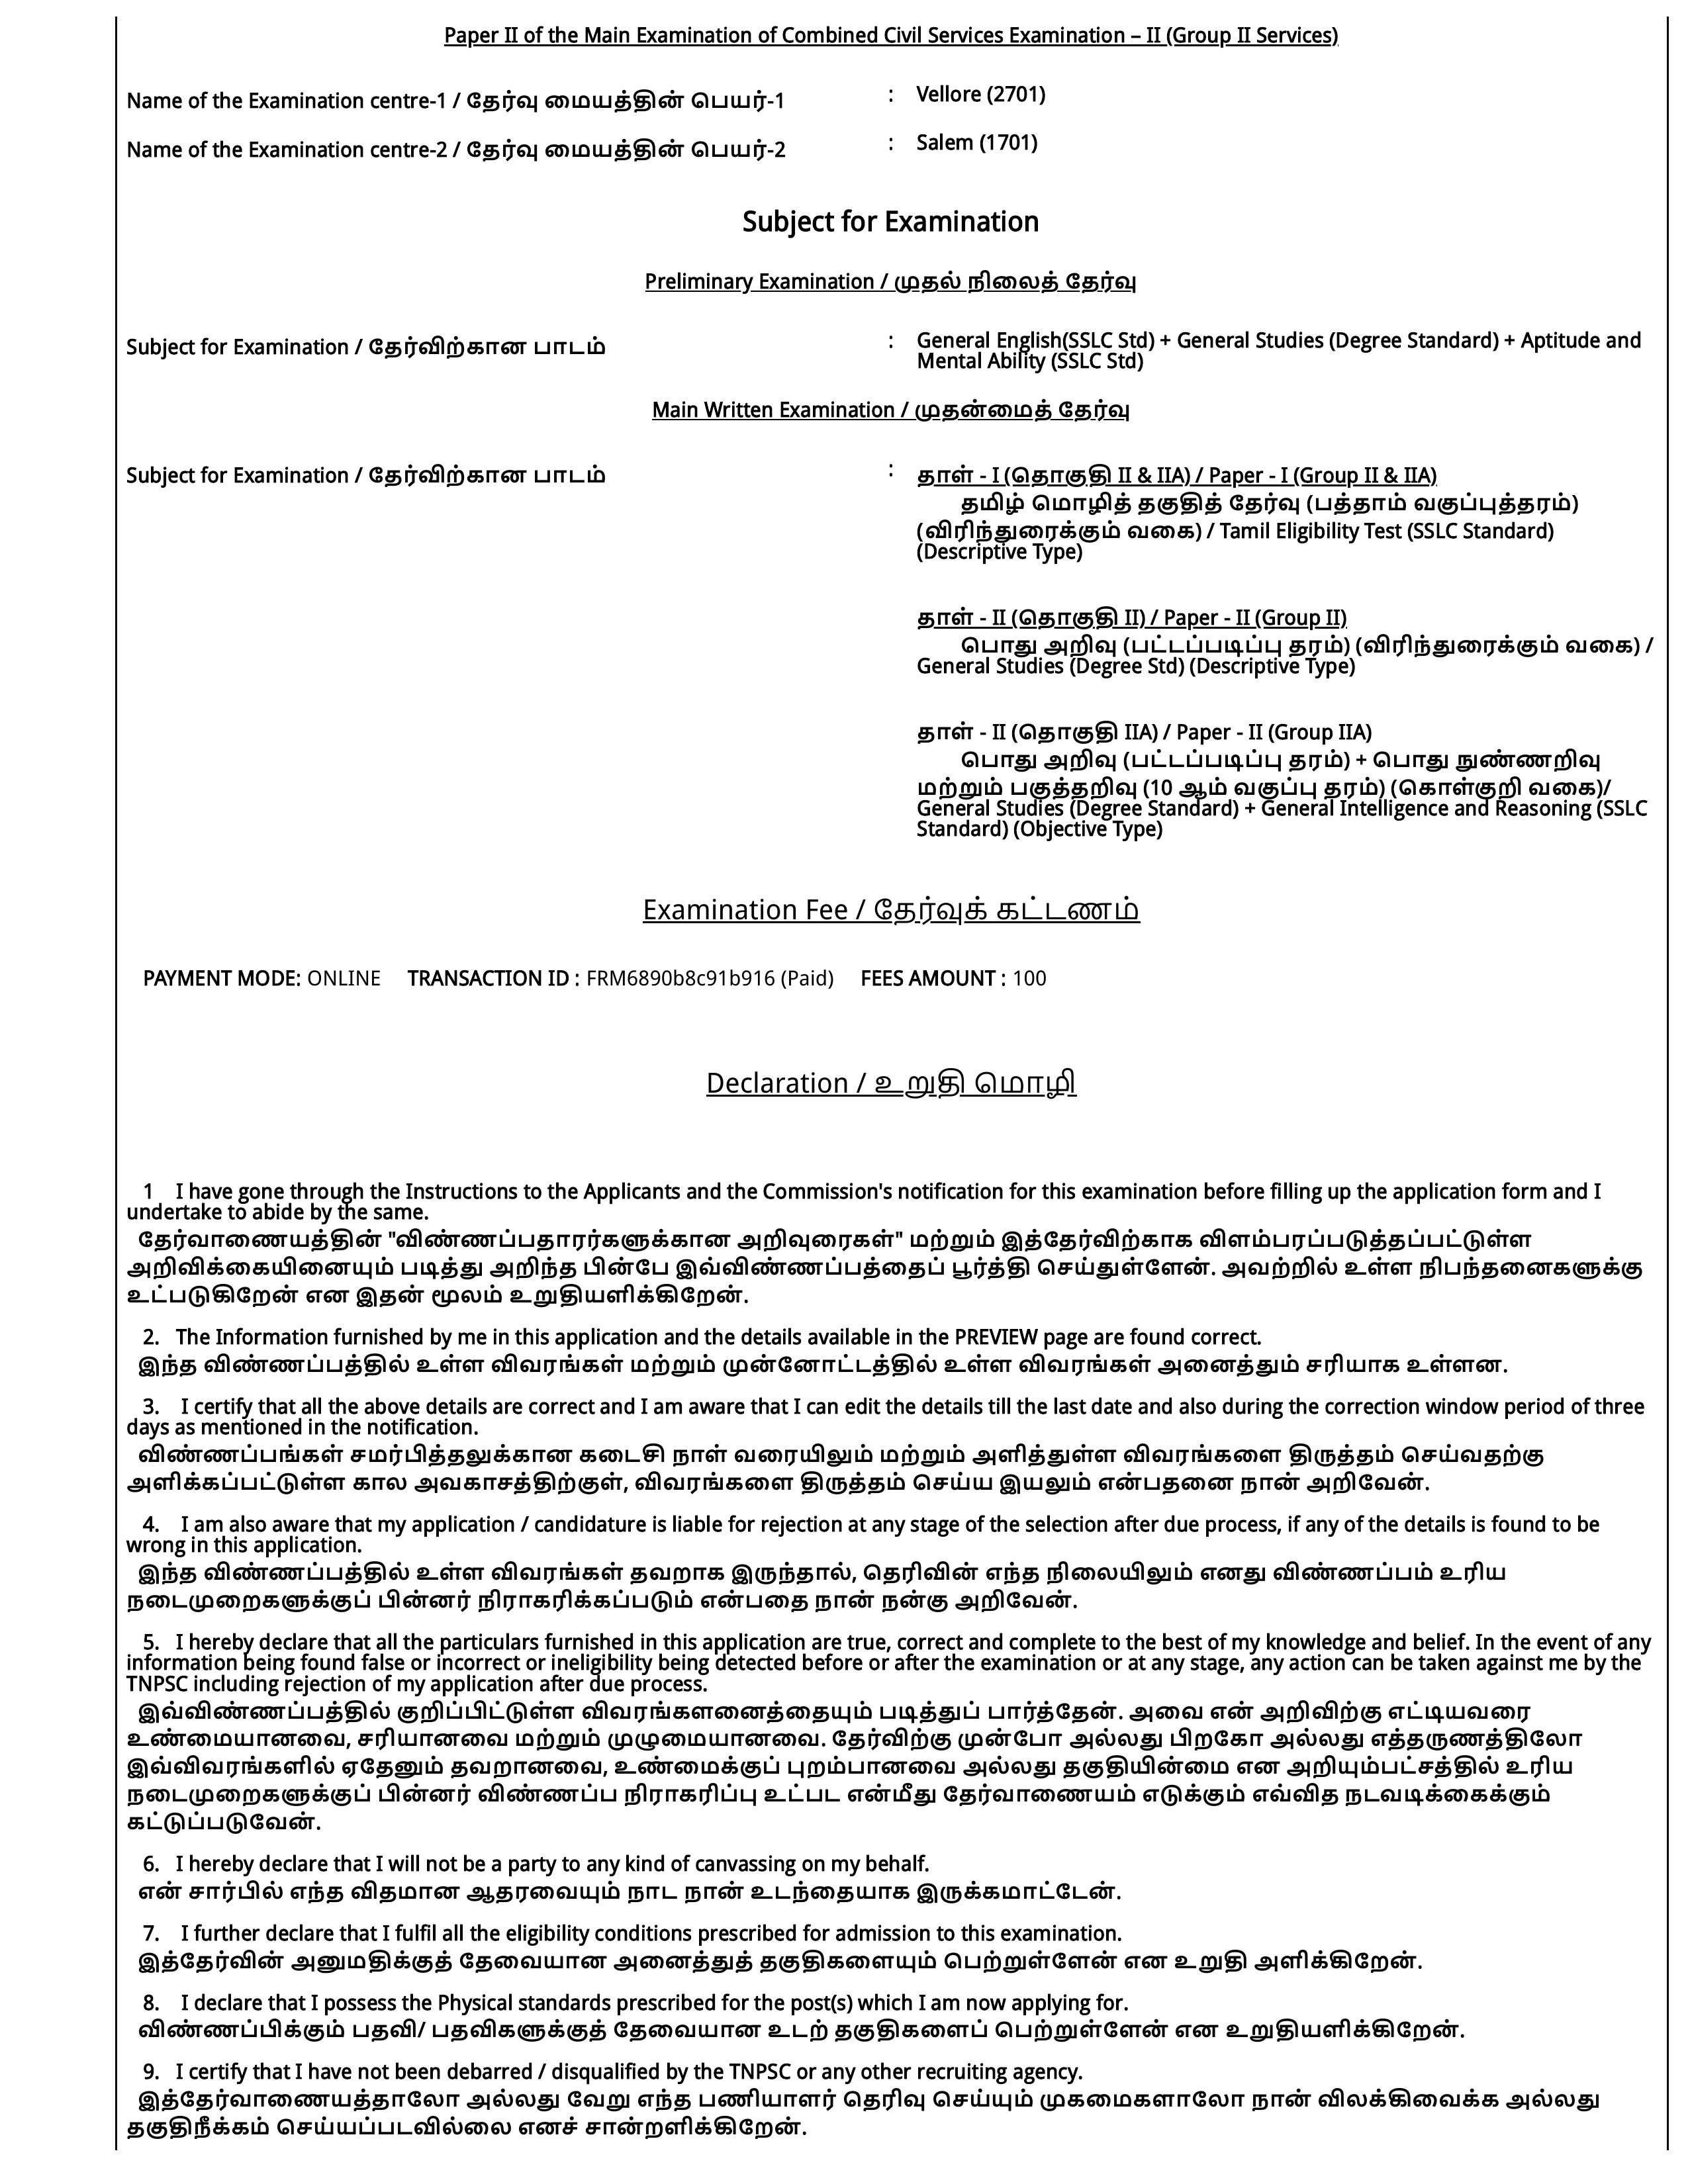 Paper II of the Main Examination of Combined Civil Services Examination – II (Group II Services)
Name of the Examination centre-1 / தேர்வு மையத்தின் பெயர்-1 : Vellore (2701)
Name of the Examination centre-2 / தேர்வு மையத்தின் பெயர்-2 : Salem (1701)
Subject for Examination
Preliminary Examination / முதல் நிலைத் தேர்வு
Subject for Examination / தேர்விற்கான பாடம் : General English(SSLC Std) + General Studies (Degree Standard) + Aptitude and
Mental Ability (SSLC Std)
Main Written Examination / முதன்மைத் தேர்வு
Subject for Examination / தேர்விற்கான பாடம் : தாள் - I (தொகுதி II & IIA) / Paper - I (Group II & IIA)
தமிழ் மொழித் தகுதித் தேர்வு (பத்தாம் வகுப்புத்தரம்)
(விரிந்துரைக்கும் வகை) / Tamil Eligibility Test (SSLC Standard)
(Descriptive Type)
தாள் - II (தொகுதி II) / Paper - II (Group II)
பொது அறிவு (பட்டப்படிப்பு தரம்) (விரிந்துரைக்கும் வகை) /
General Studies (Degree Std) (Descriptive Type)
தாள் - II (தொகுதி IIA) / Paper - II (Group IIA)
பொது அறிவு (பட்டப்படிப்பு தரம்) + பொது நுண்ணறிவு
மற்றும் பகுத்தறிவு (10 ஆம் வகுப்பு தரம்) (கொள்குறி வகை)/
General Studies (Degree Standard) + General Intelligence and Reasoning (SSLC
Standard) (Objective Type)
Examination Fee / தேர்வுக் கட்டணம்
PAYMENT MODE: ONLINE TRANSACTION ID : FRM6890b8c91b916 (Paid) FEES AMOUNT : 100
Declaration / உறுதி மொழி
1 I have gone through the Instructions to the Applicants and the Commission's notification for this examination before filling up the application form and I
undertake to abide by the same.
தேர்வாணையத்தின் "விண்ணப்பதாரர்களுக்கான அறிவுரைகள்" மற்றும் இத்தேர்விற்காக விளம்பரப்படுத்தப்பட்டுள்ள
அறிவிக்கையினையும் படித்து அறிந்த பின்பே இவ்விண்ணப்பத்தைப் பூர்த்தி செய்துள்ளேன். அவற்றில் உள்ள நிபந்தனைகளுக்கு
உட்படுகிறேன் என இதன் மூலம் உறுதியளிக்கிறேன்.
2. The Information furnished by me in this application and the details available in the PREVIEW page are found correct.
இந்த விண்ணப்பத்தில் உள்ள விவரங்கள் மற்றும் முன்னோட்டத்தில் உள்ள விவரங்கள் அனைத்தும் சரியாக உள்ளன.
3. I certify that all the above details are correct and I am aware that I can edit the details till the last date and also during the correction window period of three
days as mentioned in the notification.
விண்ணப்பங்கள் சமர்பித்தலுக்கான கடைசி நாள் வரையிலும் மற்றும் அளித்துள்ள விவரங்களை திருத்தம் செய்வதற்கு
அளிக்கப்பட்டுள்ள கால அவகாசத்திற்குள், விவரங்களை திருத்தம் செய்ய இயலும் என்பதனை நான் அறிவேன்.
4. I am also aware that my application / candidature is liable for rejection at any stage of the selection after due process, if any of the details is found to be
wrong in this application.
இந்த விண்ணப்பத்தில் உள்ள விவரங்கள் தவறாக இருந்தால், தெரிவின் எந்த நிலையிலும் எனது விண்ணப்பம் உரிய
நடைமுறைகளுக்குப் பின்னர் நிராகரிக்கப்படும் என்பதை நான் நன்கு அறிவேன்.
5. I hereby declare that all the particulars furnished in this application are true, correct and complete to the best of my knowledge and belief. In the event of any
information being found false or incorrect or ineligibility being detected before or after the examination or at any stage, any action can be taken against me by the
TNPSC including rejection of my application after due process.
இவ்விண்ணப்பத்தில் குறிப்பிட்டுள்ள விவரங்களனைத்தையும் படித்துப் பார்த்தேன். அவை என் அறிவிற்கு எட்டியவரை
உண்மையானவை, சரியானவை மற்றும் முழுமையானவை. தேர்விற்கு முன்போ அல்லது பிறகோ அல்லது எத்தருணத்திலோ
இவ்விவரங்களில் ஏதேனும் தவறானவை, உண்மைக்குப் புறம்பானவை அல்லது தகுதியின்மை என அறியும்பட்சத்தில் உரிய
நடைமுறைகளுக்குப் பின்னர் விண்ணப்ப நிராகரிப்பு உட்பட என்மீது தேர்வாணையம் எடுக்கும் எவ்வித நடவடிக்கைக்கும்
கட்டுப்படுவேன்.
6. I hereby declare that I will not be a party to any kind of canvassing on my behalf.
என் சார்பில் எந்த விதமான ஆதரவையும் நாட நான் உடந்தையாக இருக்கமாட்டேன்.
7. I further declare that I fulfil all the eligibility conditions prescribed for admission to this examination.
இத்தேர்வின் அனுமதிக்குத் தேவையான அனைத்துத் தகுதிகளையும் பெற்றுள்ளேன் என உறுதி அளிக்கிறேன்.
8. I declare that I possess the Physical standards prescribed for the post(s) which I am now applying for.
விண்ணப்பிக்கும் பதவி/ பதவிகளுக்குத் தேவையான உடற் தகுதிகளைப் பெற்றுள்ளேன் என உறுதியளிக்கிறேன்.
9. I certify that I have not been debarred / disqualified by the TNPSC or any other recruiting agency.
இத்தேர்வாணையத்தாலோ அல்லது வேறு எந்த பணியாளர் தெரிவு செய்யும் முகமைகளாலோ நான் விலக்கிவைக்க அல்லது
தகுதிநீக்கம் செய்யப்படவில்லை எனச் சான்றளிக்கிறேன்.